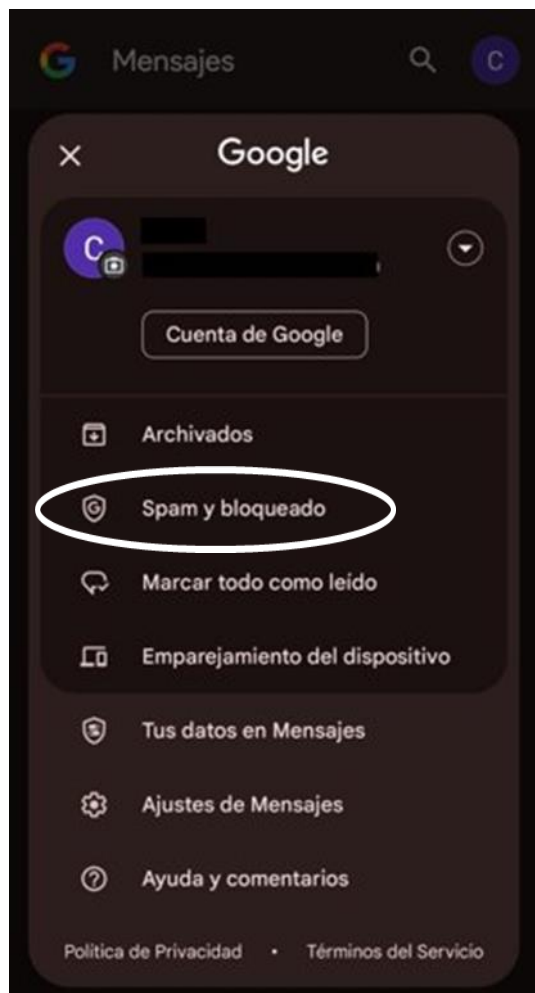 G Mensajes C
Google
C
Cuenta de Google
Archivados
G Spam y bloqueado
Marcar todo como leído
Emparejamiento del dispositivo
Tus datos en Mensajes
Ajustes de Mensajes
? Ayuda y comentarios
Política de Privacidad • Términos del Servicio